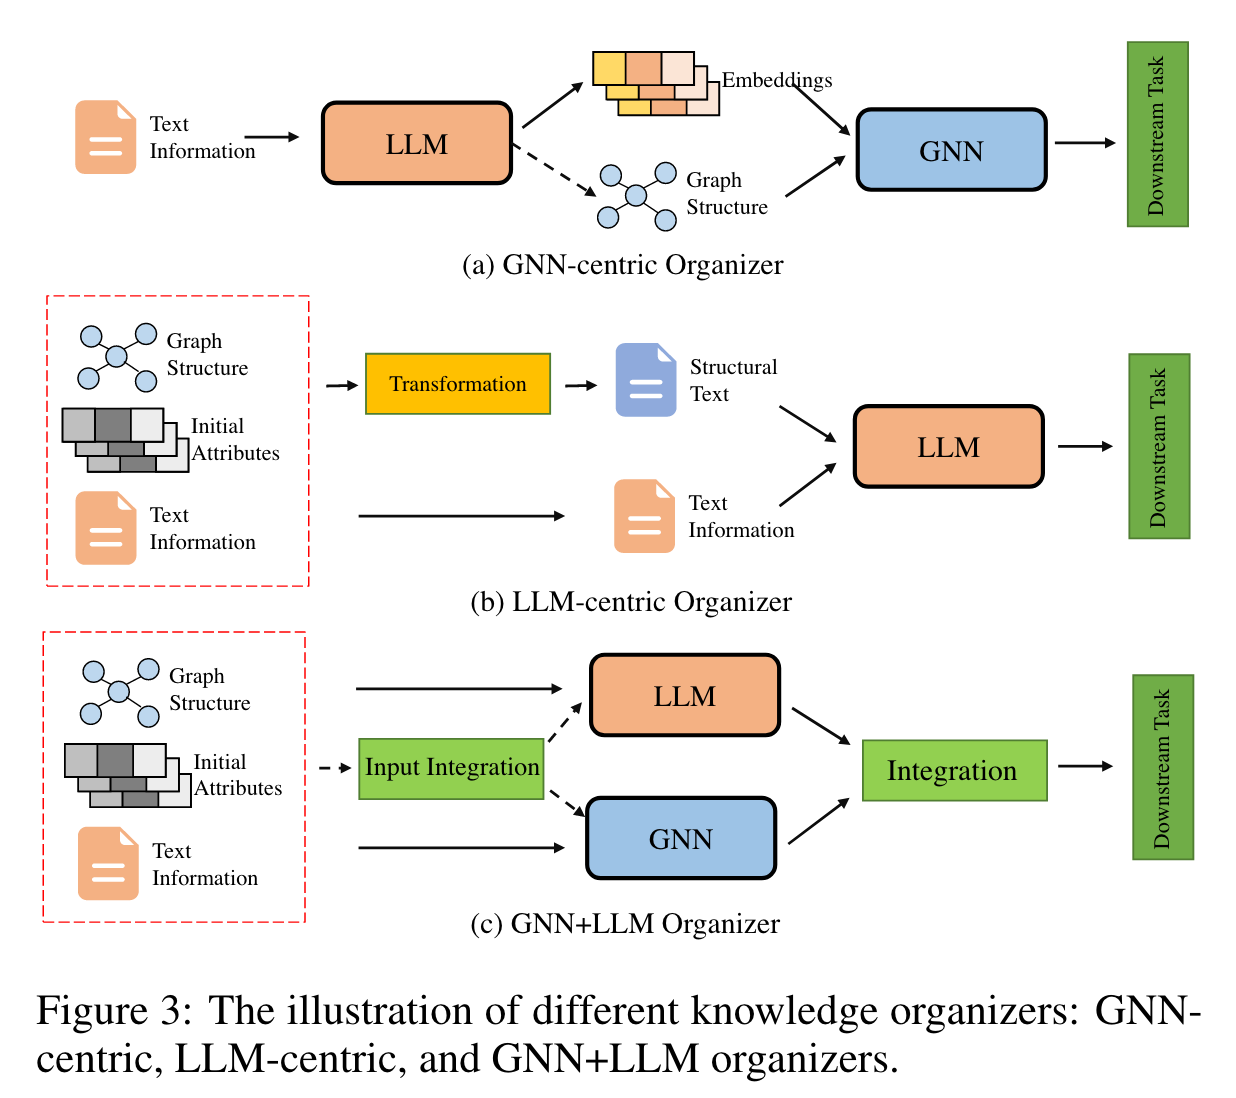 Text
Information
LLM
Embeddings
Graph
Structure
GNN
Downstream Task
(a) GNN-centric Organizer
Graph
Structure
Initial
Attributes
Text
Information
Transformation
Structural
Text
Text
Information
LLM
Downstream Task
(b) LLM-centric Organizer
Graph
Structure
Initial
Attributes
Text
Information
Input Integration
LLM
GNN
Integration
Downstream Task
(c) GNN+LLM Organizer
Figure 3: The illustration of different knowledge organizers: GNN-
centric, LLM-centric, and GNN+LLM organizers.